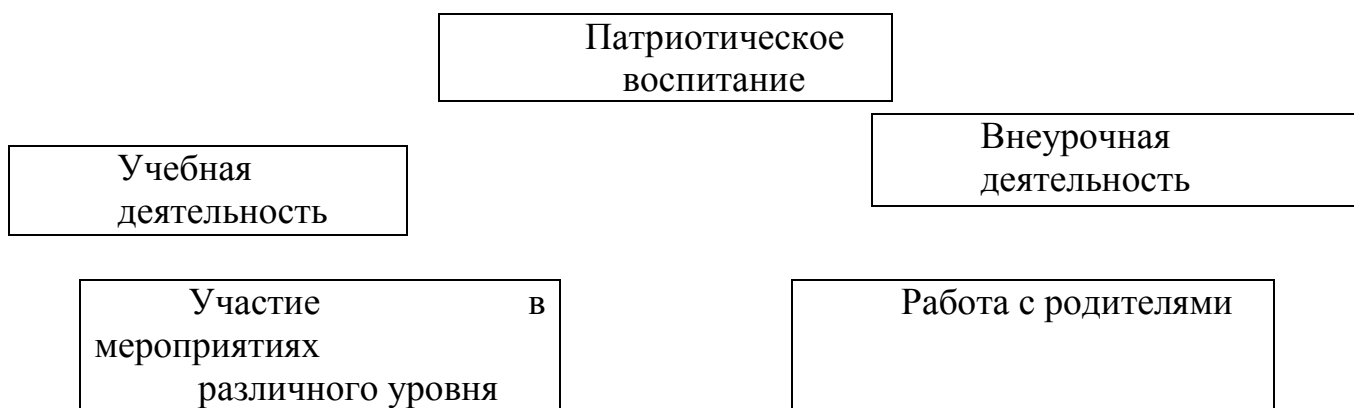 Патриотическое
воспитание
Внеурочная
деятельность
Учебная
деятельность
Участие в
мероприятиях
различного уровня
Работа с родителями